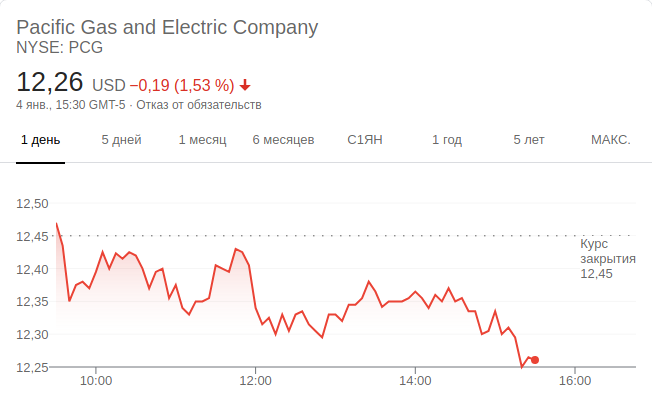 Pacific Gas and Electric Company
NYSE: PCG
12,26 USD −0,19 (1,53 %)
4 янв., 15:30 GMT-5 · Отказ от обязательств
1 день 5 дней 1 месяц 6 месяцев С1ЯН 1 год 5 лет МАКС.
12,50
12,45
Курс
закрытия
12,45
12,40
12,35
12,30
12,25
10:00 12:00 14:00 16:00